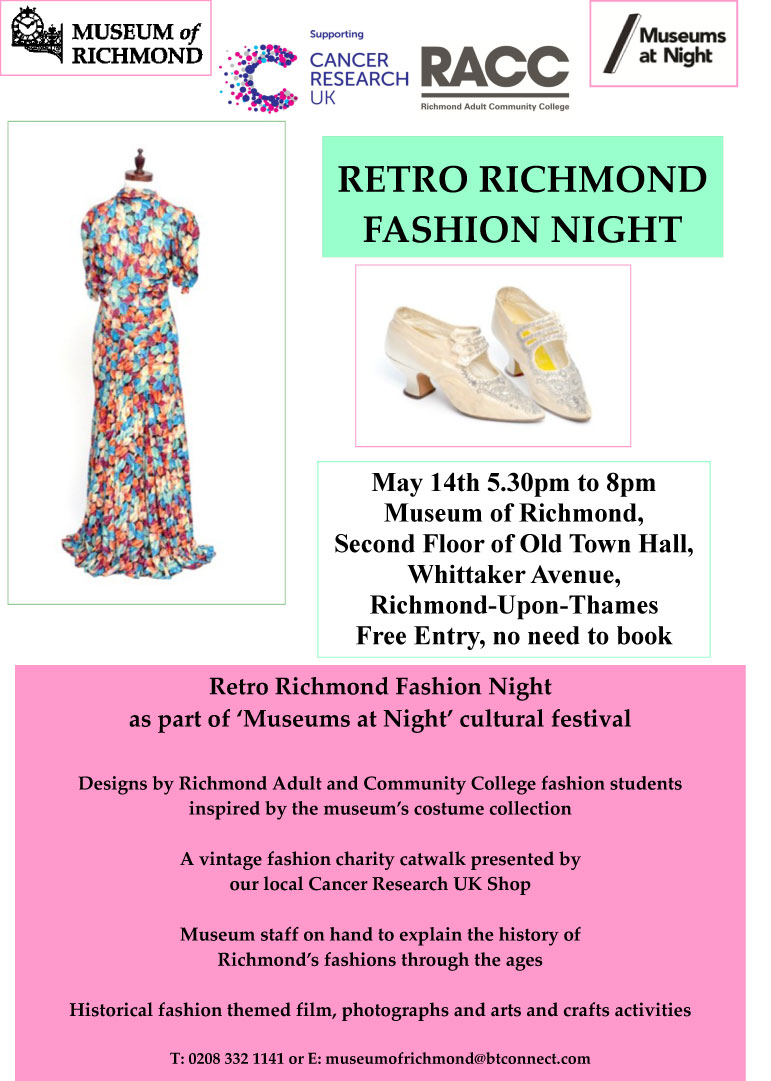 MUSEUM of
RICHMOND
Supporting
CANCER
RESEARCH
UK
RACC
Richmond Adult Community College
Museums
at Night
RETRO RICHMOND
FASHION NIGHT
May 14th 5.30pm to 8pm
Museum of Richmond,
Second Floor of Old Town Hall,
Whittaker Avenue,
Richmond-Upon-Thames
Free Entry, no need to book
Retro Richmond Fashion Night
as part of ‘Museums at Night’ cultural festival
Designs by Richmond Adult and Community College fashion students
inspired by the museum’s costume collection
A vintage fashion charity catwalk presented by
our local Cancer Research UK Shop
Museum staff on hand to explain the history of
Richmond’s fashions through the ages
Historical fashion themed film, photographs and arts and crafts activities
T: 0208 332 1141 or E: museumofrichmond@btconnect.com